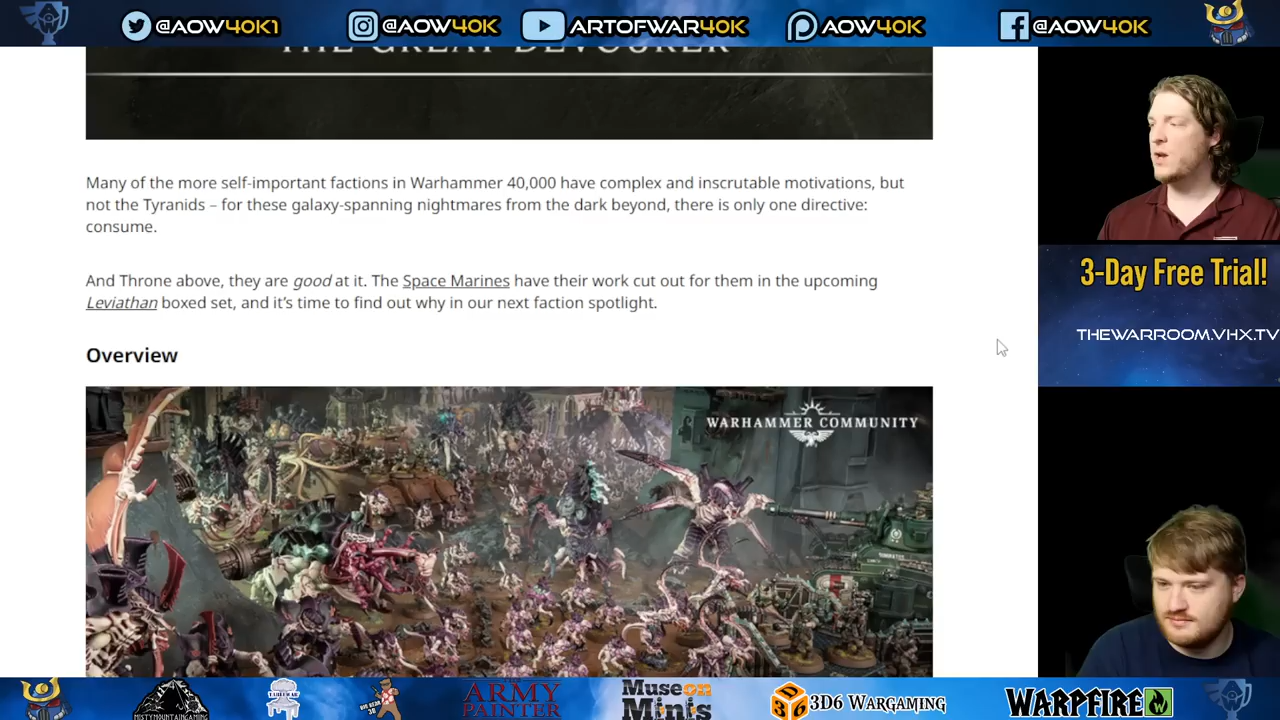 @AOW40K1
@AOW40K
ARTOFWAR40K
AOW40K
@AOW40K
THE GREAT DEVOURER
Many of the more self-important factions in Warhammer 40,000 have complex and inscrutable motivations, but
not the Tyranids – for these galaxy-spanning nightmares from the dark beyond, there is only one directive:
consume.
And Throne above, they are good at it. The Space Marines have their work cut out for them in the upcoming
Leviathan boxed set, and it's time to find out why in our next faction spotlight.
Overview
WARHAMMER COMMUNITY
3-Day Free Trial!
THEWARROOM.VHX.TV
MISTYMOUNTAINGAMING
ARMY
PAINTER
Muse on
Minis
3D6 WARGAMING
WARPFIRE